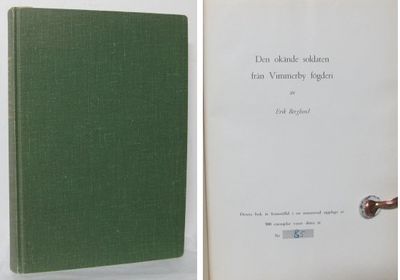 Den okände soldaten
från Vimmerby fögderi
av
Erik Berglund
Denna bok är framställd i en numrerad upplaga av
500 exemplar varav detta är
Nr 85